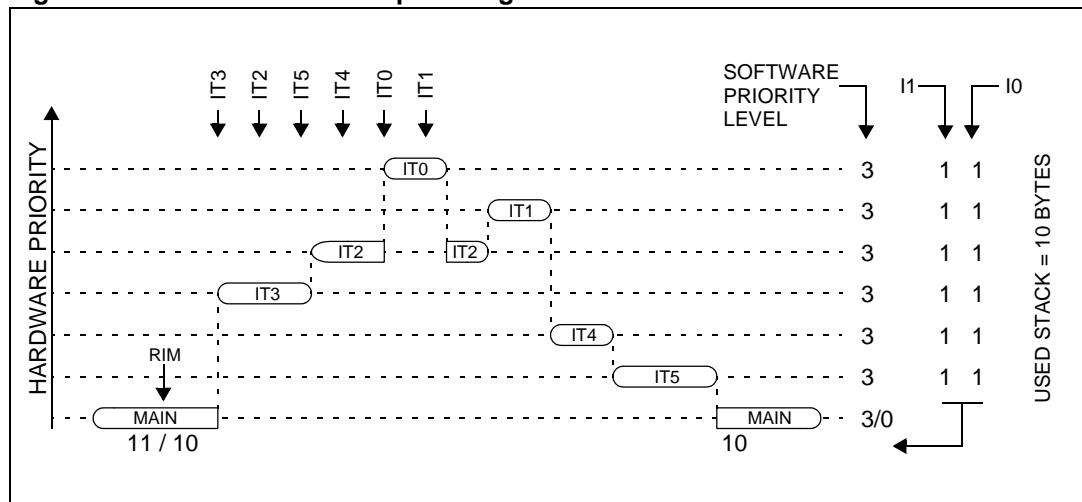 IT3
IT2
IT5
IT4
IT0
IT1
SOFTWARE
PRIORITY
LEVEL
I1
I0
HARDWARE PRIORITY
IT0
3
1 1
IT1
3
1 1
IT2
IT2
3
1 1
IT3
3
1 1
IT4
3
1 1
RIM
IT5
3
1 1
MAIN
MAIN
3/0
11 / 10
10
USED STACK = 10 BYTES